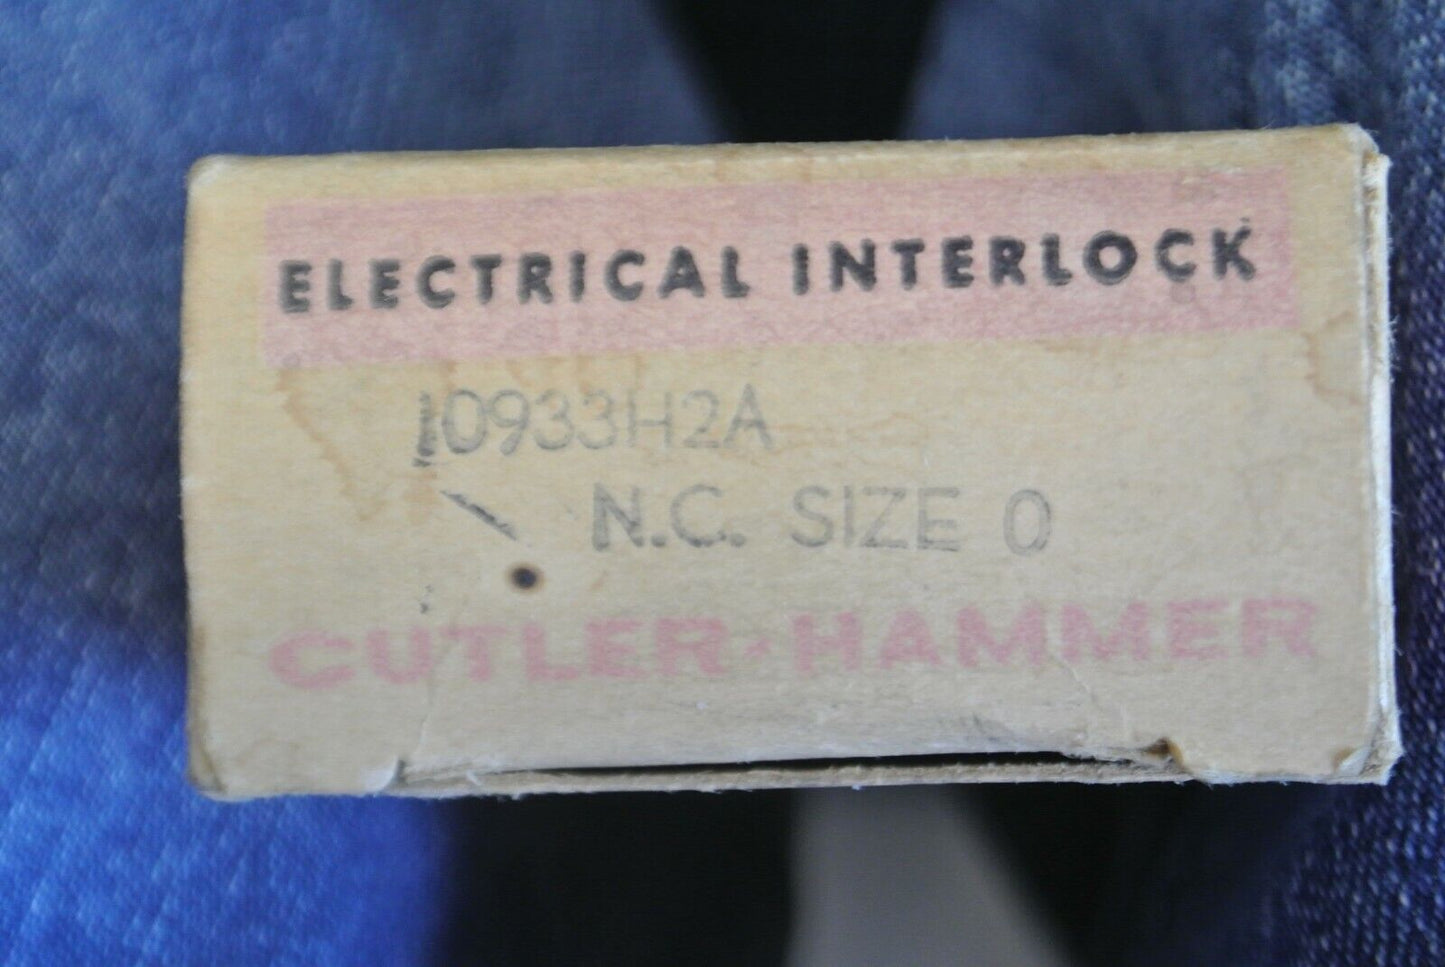 ELECTRICAL INTERLOCK
10933H2A
N.C. SIZE 0
CUTLER-HAMMER